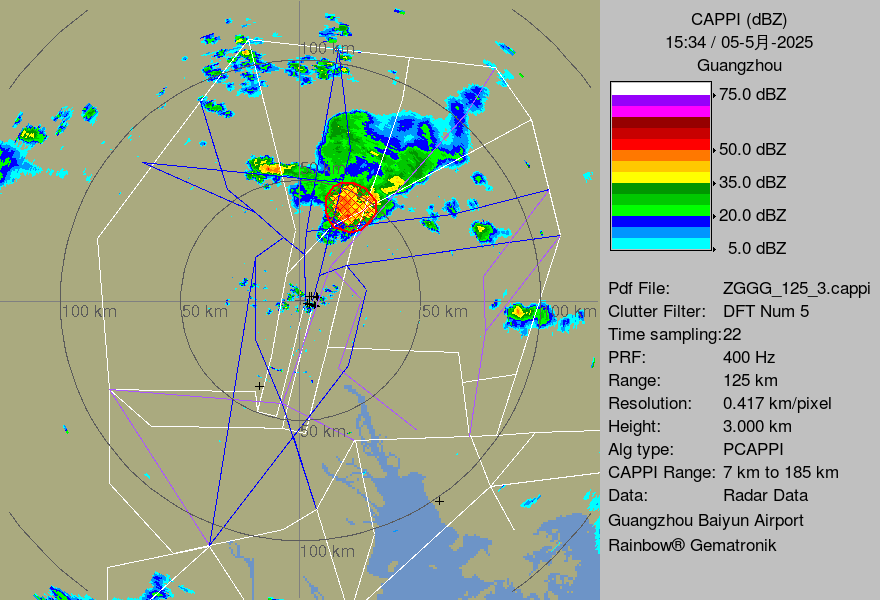 CAPPI (dBZ)
15:34 / 05-5月-2025
Guangzhou
75.0 dBZ
50.0 dBZ
35.0 dBZ
20.0 dBZ
5.0 dBZ
Pdf File: ZGGG_125_3.cappi
Clutter Filter: DFT Num 5
Time sampling:22
PRF: 400 Hz
Range: 125 km
Resolution: 0.417 km/pixel
Height: 3.000 km
Alg type: PCAPPI
CAPPI Range: 7 km to 185 km
Data: Radar Data
Guangzhou Baiyun Airport
Rainbow® Gematronik
100 km
100 km
50 km
50 km
00 km
50 km
100 km